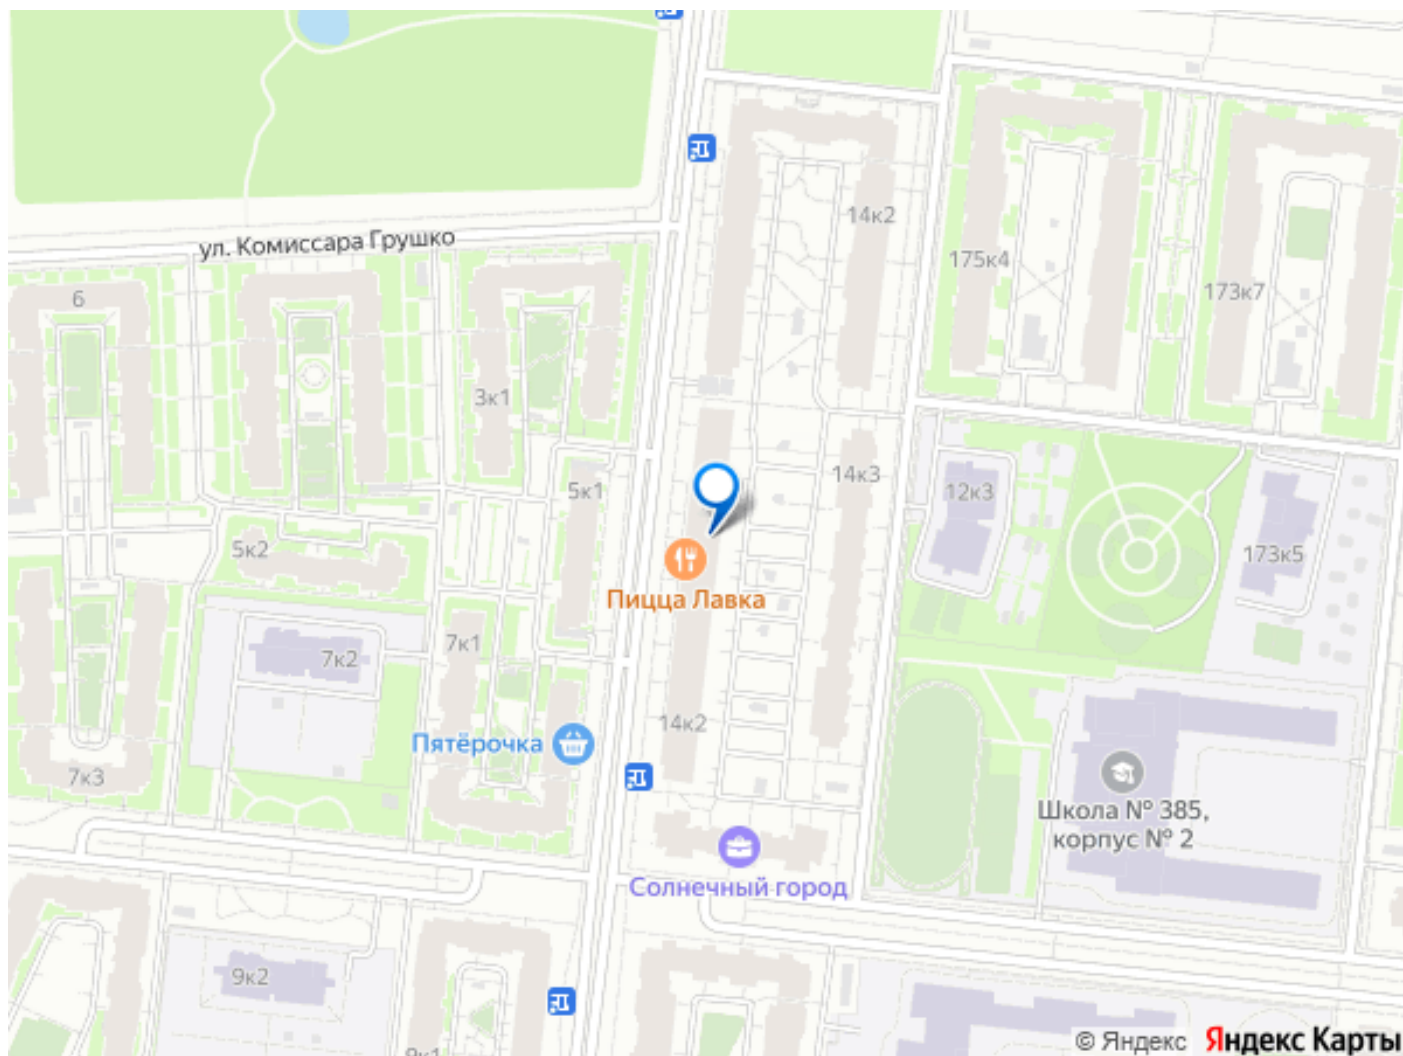 14к2
175к4
ул. Комиссара Грушко
173к7
6
3к1
14к3
5к1
12к3
5к2
173к5
Пицца Лавка
7к1
7к2
14к2
Пятёрочка
7к3
Школа № 385,
корпус № 2
Солнечный город
9к2
9к1
© Яндекс Яндекс Карты